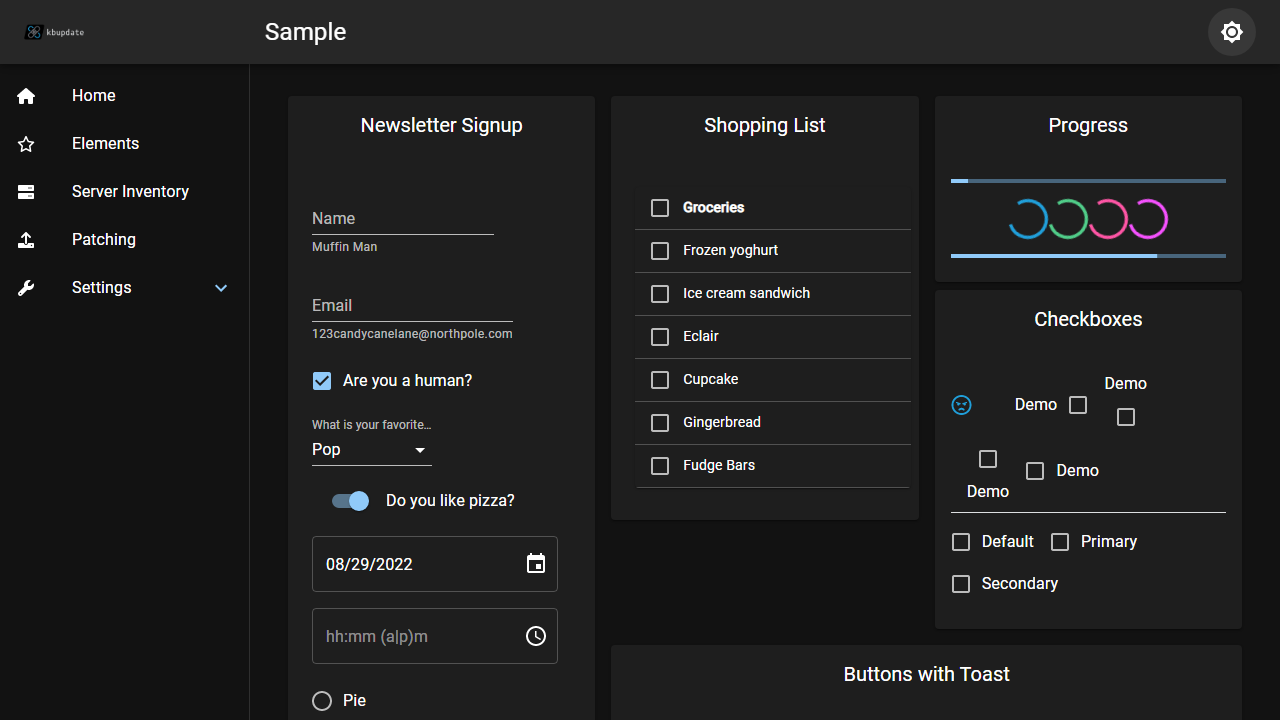 kbupdate
Sample
Home
Elements
Server Inventory
Patching
Settings
Newsletter Signup
Name
Muffin Man
Email
123candycanelane@northpole.com
Are you a human?
What is your favorite...
Pop
Do you like pizza?
08/29/2022
hh:mm (a|p)m
Pie
Shopping List
Groceries
Frozen yoghurt
Ice cream sandwich
Eclair
Cupcake
Gingerbread
Fudge Bars
Progress
Checkboxes
Demo
Demo
Demo
Demo
Default
Primary
Secondary
Buttons with Toast